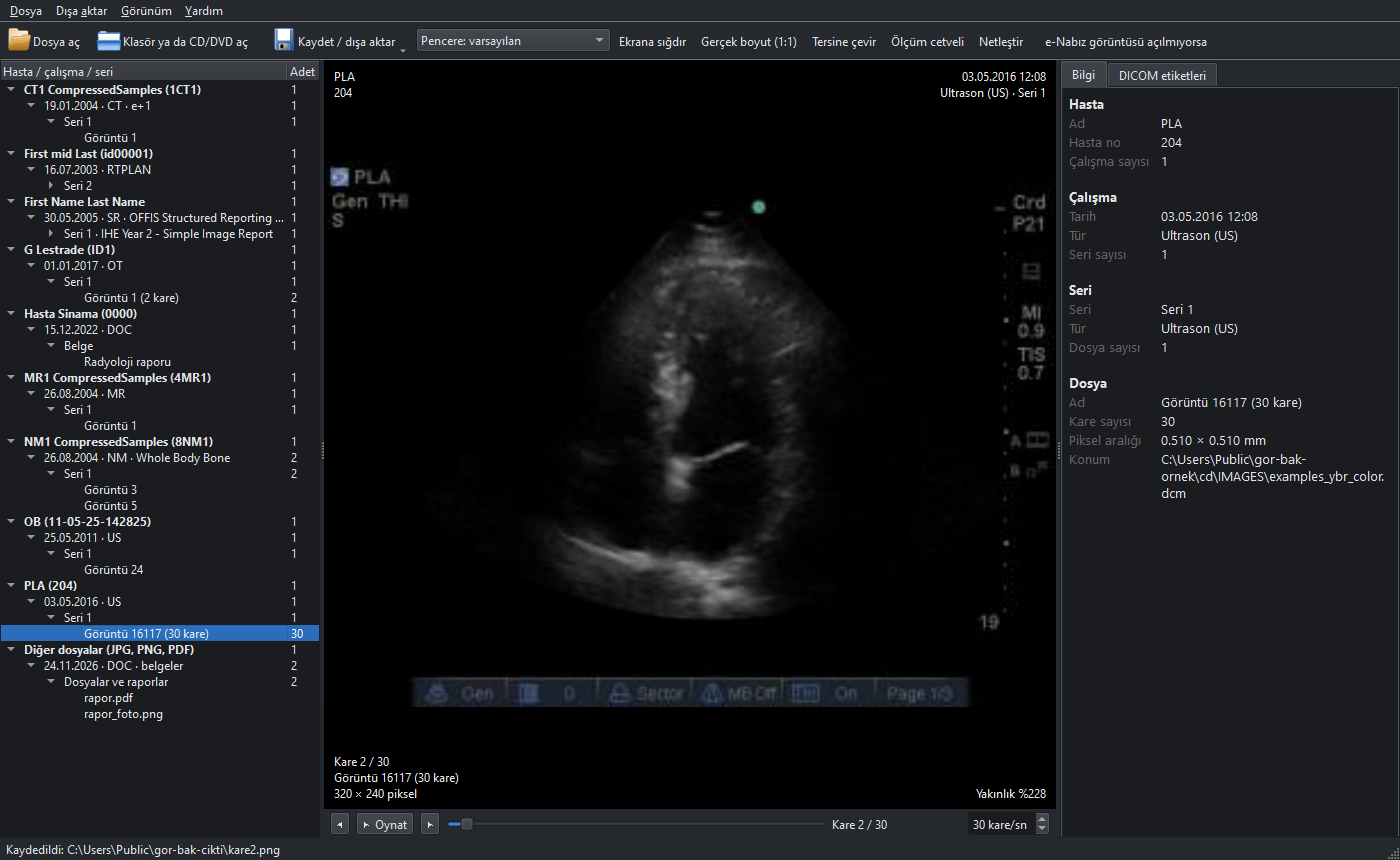 Dosya Dışa aktar Görünüm Yardım
Dosya aç Klasör ya da CD/DVD aç Kaydet / dışa aktar Pencere: varsayılan Ekrana sığdır Gerçek boyut (1:1) Tersine çevir Ölçüm cetveli Netleştir e-Nabız görüntüsü açılmıyorsa
Hasta / çalışma / seri Adet
CT1 CompressedSamples (1CT1) 1
19.01.2004 · CT · e+1 1
Seri 1 1
Görüntü 1
First mid Last (id00001) 1
16.07.2003 · RTPLAN 1
Seri 2 1
First Name Last Name 1
30.05.2005 · SR · OFFIS Structured Reporting ... 1
Seri 1 · IHE Year 2 - Simple Image Report 1
G Lestrade (ID1) 1
01.01.2017 · OT 1
Seri 1 1
Görüntü 1 (2 kare) 2
Hasta Sinama (0000) 1
15.12.2022 · DOC 1
Belge 1
Radyoloji raporu
MR1 CompressedSamples (4MR1) 1
26.08.2004 · MR 1
Seri 1 1
Görüntü 1
NM1 CompressedSamples (8NM1) 1
26.08.2004 · NM · Whole Body Bone 2
Seri 1 2
Görüntü 3
Görüntü 5
OB (11-05-25-142825) 1
25.05.2011 · US 1
Seri 1 1
Görüntü 24
PLA (204) 1
03.05.2016 · US 1
Seri 1 1
Görüntü 16117 (30 kare) 30
Diğer dosyalar (JPG, PNG, PDF) 1
24.11.2026 · DOC · belgeler 2
Dosyalar ve raporlar 2
rapor.pdf
rapor_foto.png
PLA
204
03.05.2016 12:08
Ultrason (US) · Seri 1
PLA
Gen THI
S
Crd
P21
MI
0.9
TIS
0.7
A
B
19
Gen 0 Sector MB Off On Page 1/3
Kare 2 / 30
Görüntü 16117 (30 kare)
320 × 240 piksel
Yakınlık %228
Oynat Kare 2 / 30 30 kare/sn
Bilgi DICOM etiketleri
Hasta
Ad PLA
Hasta no 204
Çalışma sayısı 1
Çalışma
Tarih 03.05.2016 12:08
Tür Ultrason (US)
Seri sayısı 1
Seri
Seri Seri 1
Tür Ultrason (US)
Dosya sayısı 1
Dosya
Ad Görüntü 16117 (30 kare)
Kare sayısı 30
Piksel aralığı 0.510 × 0.510 mm
Konum C:\Users\Public\gor-bak-
ornek\cd\IMAGES\examples_ybr_color.
dcm
Kaydedildi: C:\Users\Public\gor-bak-cikti\kare2.png